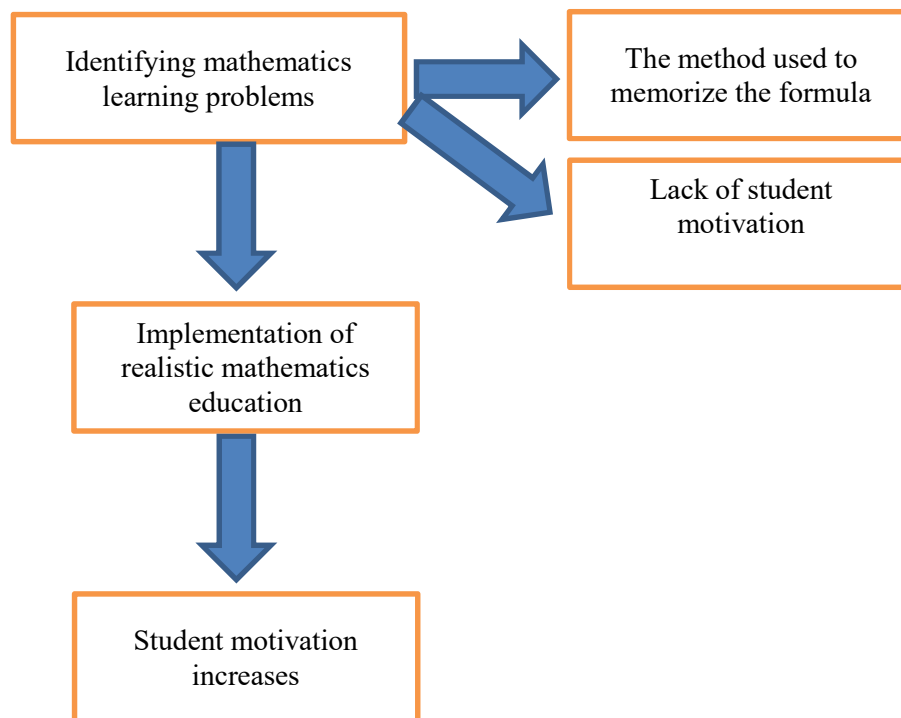 Identifying mathematics
learning problems
The method used to
memorize the formula
Lack of student
motivation
Implementation of
realistic mathematics
education
Student motivation
increases